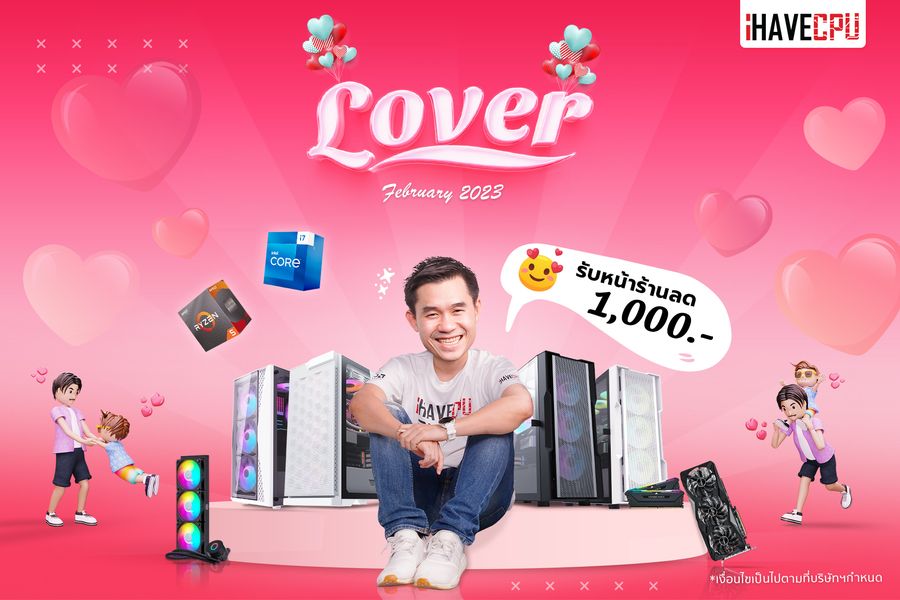 iHAVECPU
Lover
February 2023
i7
intel
CORE
AMD
RYZEN
5
รับหน้าร้านลด
1,000.-
iHAVECPU
*เงื่อนไขเป็นไปตามที่บริษัทฯกำหนด